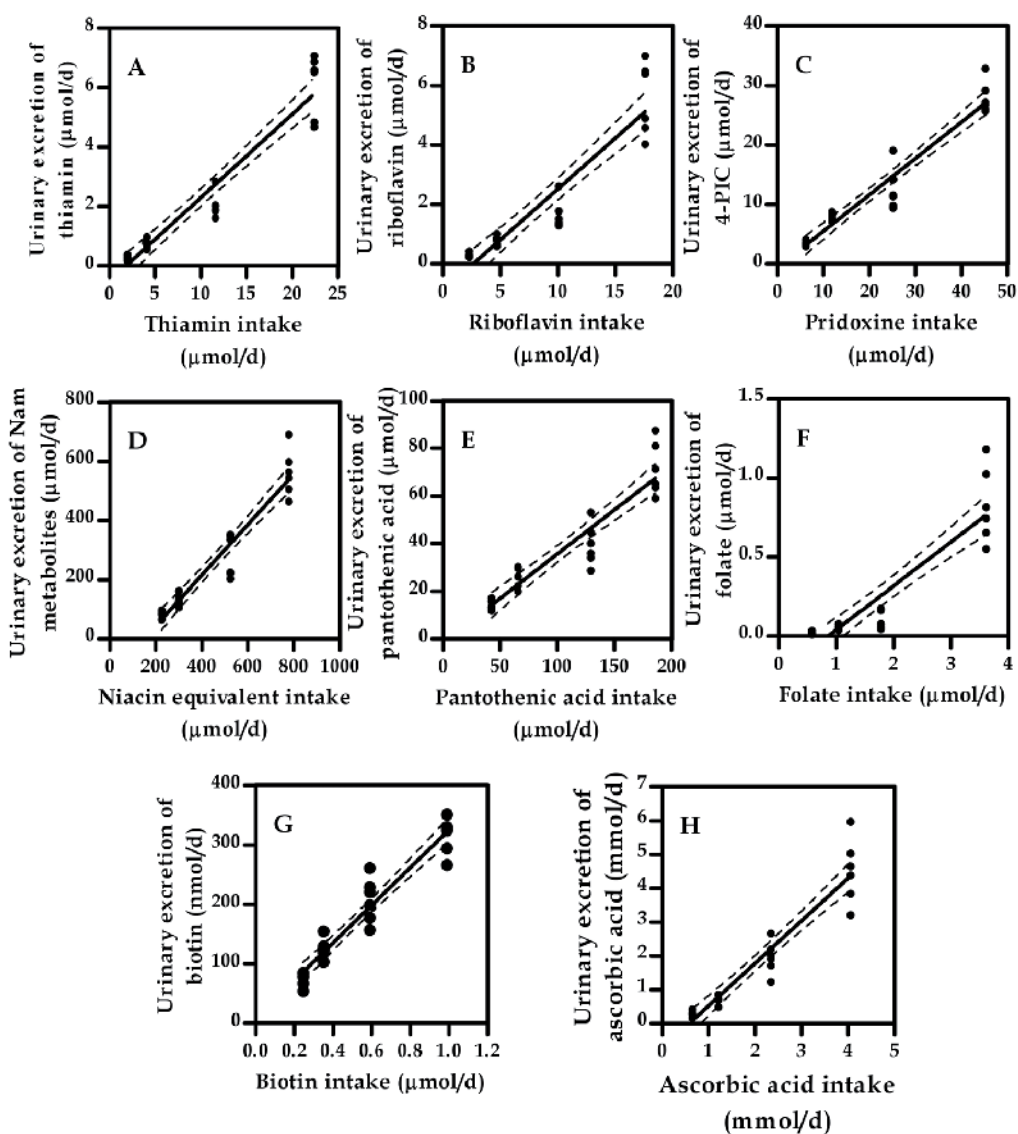 A
Urinary excretion of
thiamin (μmol/d)
8
6
4
2
0
0 5 10 15 20 25
Thiamin intake
(μmol/d)
B
Urinary excretion of
riboflavin (μmol/d)
8
6
4
2
0
0 5 10 15 20
Riboflavin intake
(μmol/d)
C
Urinary excretion of
4-PIC (μmol/d)
40
30
20
10
0
0 10 20 30 40 50
Pridoxine intake
(μmol/d)
D
Urinary excretion of Nam
metabolites (μmol/d)
800
600
400
200
0
0 200 400 600 800 1000
Niacin equivalent intake
(μmol/d)
E
Urinary excretion of
pantothenic acid (μmol/d)
100
80
60
40
20
0
0 50 100 150 200
Pantothenic acid intake
(μmol/d)
F
Urinary excretion of
folate (μmol/d)
1.5
1.0
0.5
0.0
0 1 2 3 4
Folate intake (μmol/d)
G
Urinary excretion of
biotin (nmol/d)
400
300
200
100
0
0.0 0.2 0.4 0.6 0.8 1.0 1.2
Biotin intake (μmol/d)
H
Urinary excretion of
ascorbic acid (mmol/d)
7
6
5
4
3
2
1
0
0 1 2 3 4 5
Ascorbic acid intake
(mmol/d)